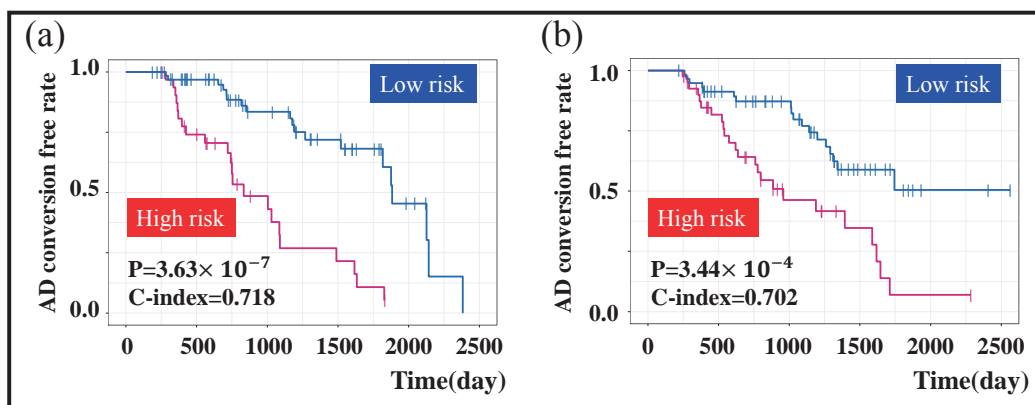 (a)
AD conversion free rate
1.0
0.5
0.0
Low risk
High risk
P=3.63× 10⁻⁷
C-index=0.718
0 500 1000 1500 2000 2500
Time(day)
(b)
AD conversion free rate
1.0
0.5
0.0
Low risk
High risk
P=3.44× 10⁻⁴
C-index=0.702
0 500 1000 1500 2000 2500
Time(day)